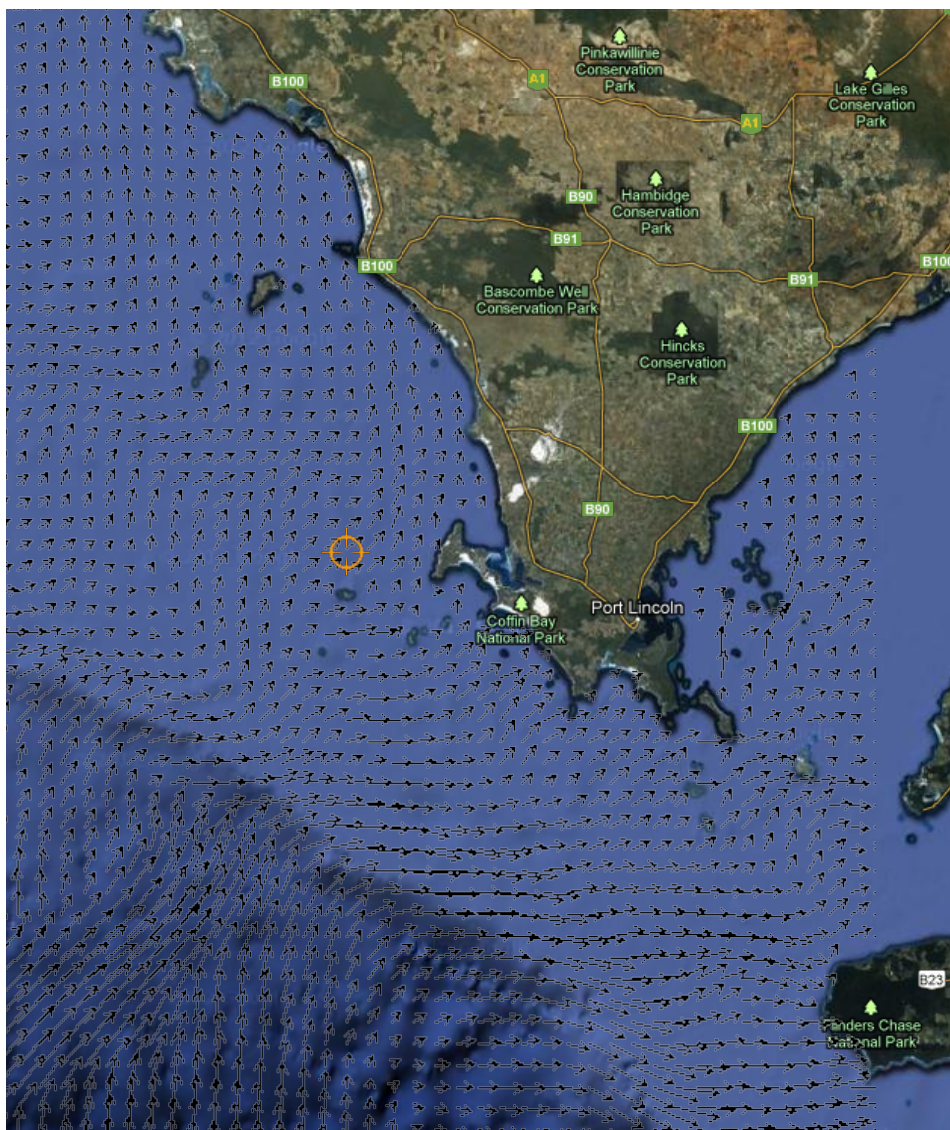 Pinkawillinie
Conservation
Park
A1
B100
Lake Gilles
Conservation
Park
A1
Hambidge
Conservation
Park
B90
B91
B100
B100
B91
Bascombe Well
Conservation Park
Hincks
Conservation
Park
B100
B90
Port Lincoln
Coffin Bay
National Park
B23
Flinders Chase
National Park